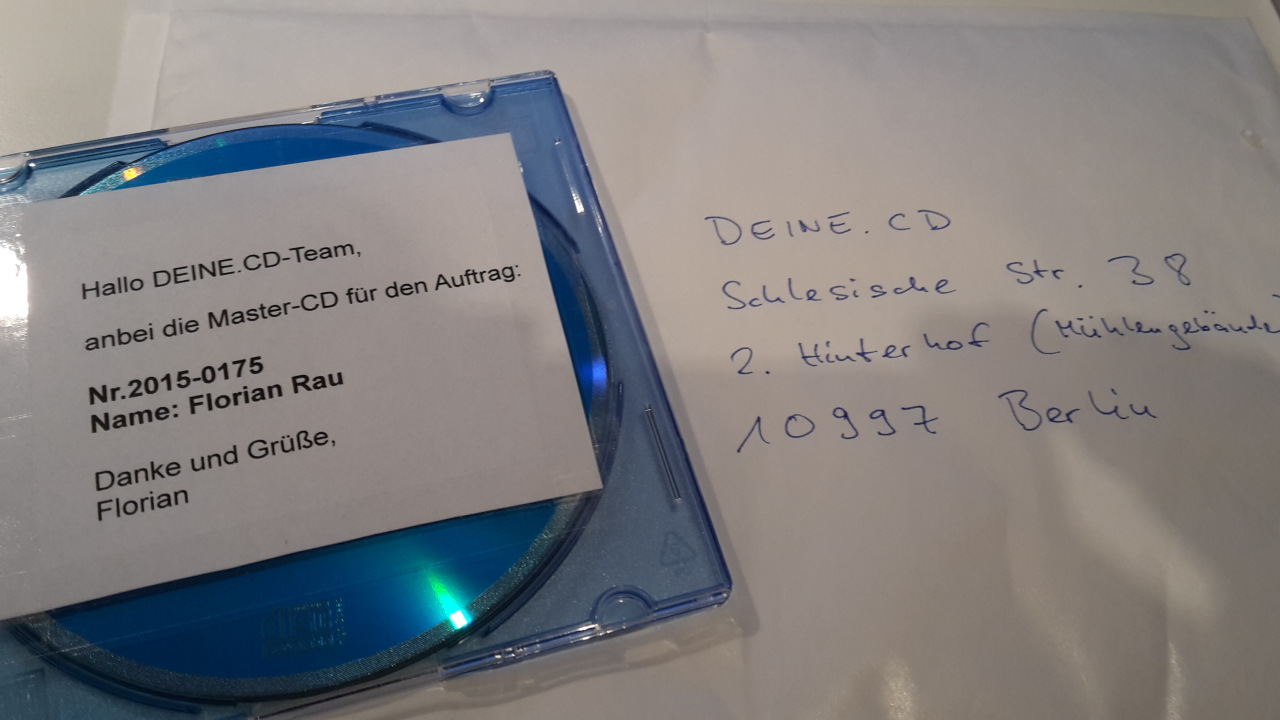 Hallo DEINE.CD-Team,
anbei die Master-CD für den Auftrag:
Nr.2015-0175
Name: Florian Rau
Danke und Grüße,
Florian
DEINE.CD
Schlesische Str. 38
2. Hinterhof (Mühlengebäude)
10997 Berlin